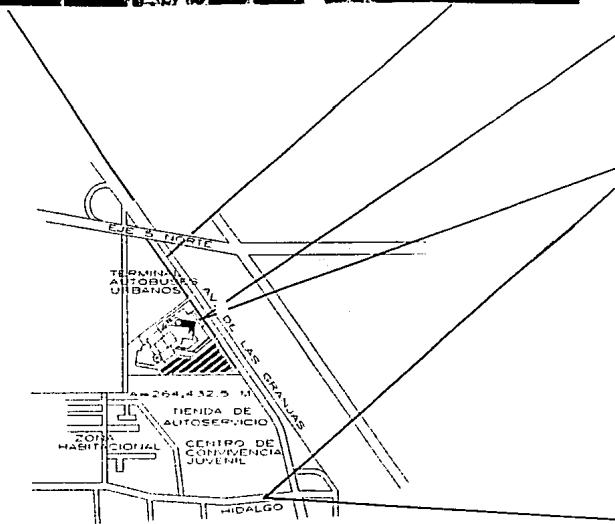 EJE 5 NORTE
TERMINAL
AUTOBUSES
URBANOS
DE LAS GRANJAS
A=264,432.5 M
TIENDA DE
AUTOSERVICIO
ZONA
HABITACIONAL
CENTRO DE
CONVIVENCIA
JUVENIL
HIDALGO